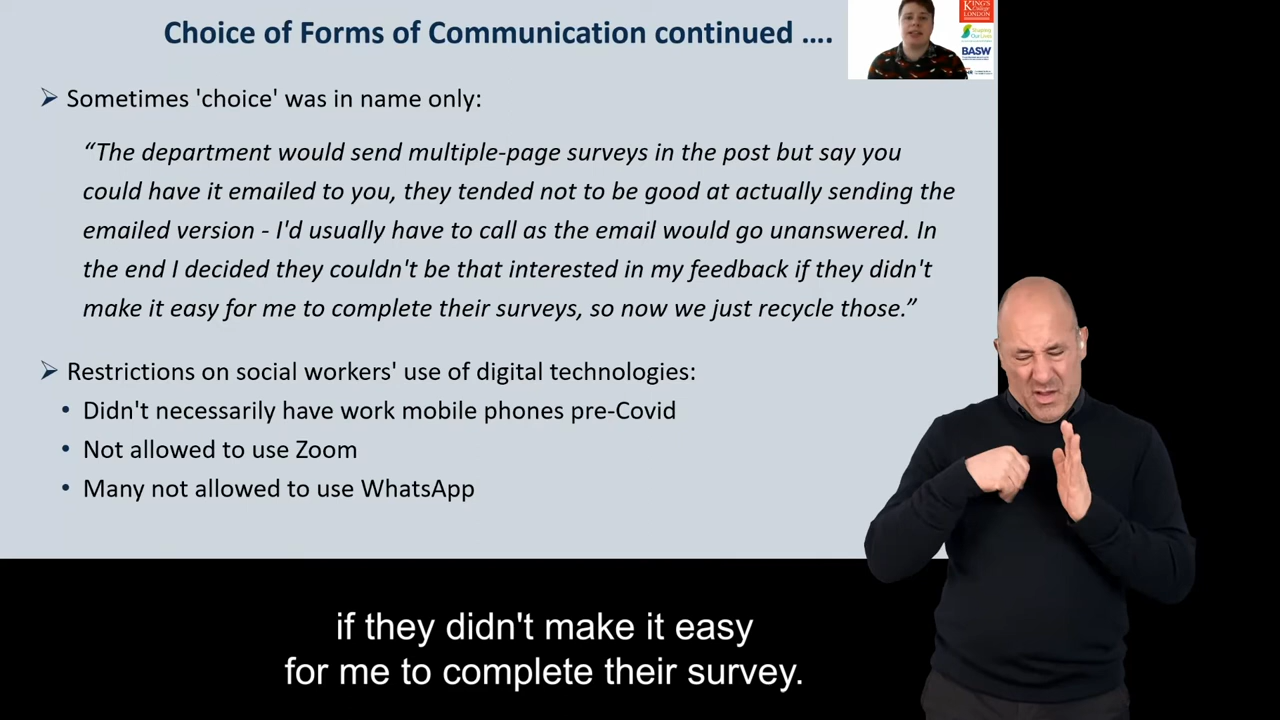 Choice of Forms of Communication continued ....
KING'S
College
LONDON
Shaping
Our Lives
BASW
➢ Sometimes 'choice' was in name only:
“The department would send multiple-page surveys in the post but say you
could have it emailed to you, they tended not to be good at actually sending the
emailed version - I'd usually have to call as the email would go unanswered. In
the end I decided they couldn't be that interested in my feedback if they didn't
make it easy for me to complete their surveys, so now we just recycle those.”
➢ Restrictions on social workers' use of digital technologies:
• Didn't necessarily have work mobile phones pre-Covid
• Not allowed to use Zoom
• Many not allowed to use WhatsApp
if they didn't make it easy
for me to complete their survey.